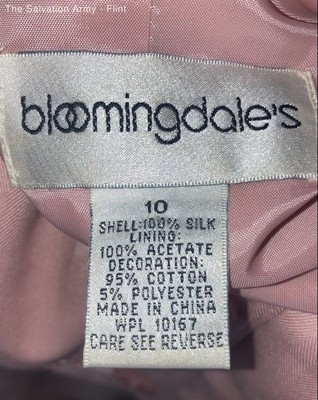 The Salvation Army - Flint
bloomingdale's
10
SHELL:100% SILK
LINING:
100% ACETATE
DECORATION:
95% COTTON
5% POLYESTER
MADE IN CHINA
WPL 10167
CARE SEE REVERSE